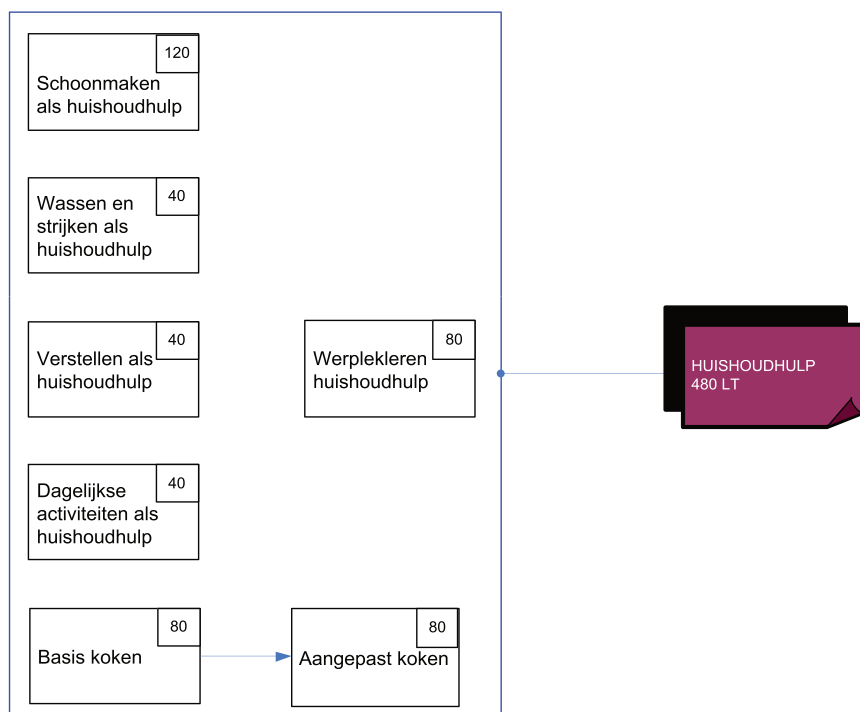 120
Schoonmaken
als huishoudhulp
40
Wassen en
strijken als
huishoudhulp
40
Verstellen als
huishoudhulp
80
Werplekleren
huishoudhulp
HUISHOUDHULP
480 LT
40
Dagelijkse
activiteiten als
huishoudhulp
80
Basis koken
80
Aangepast koken